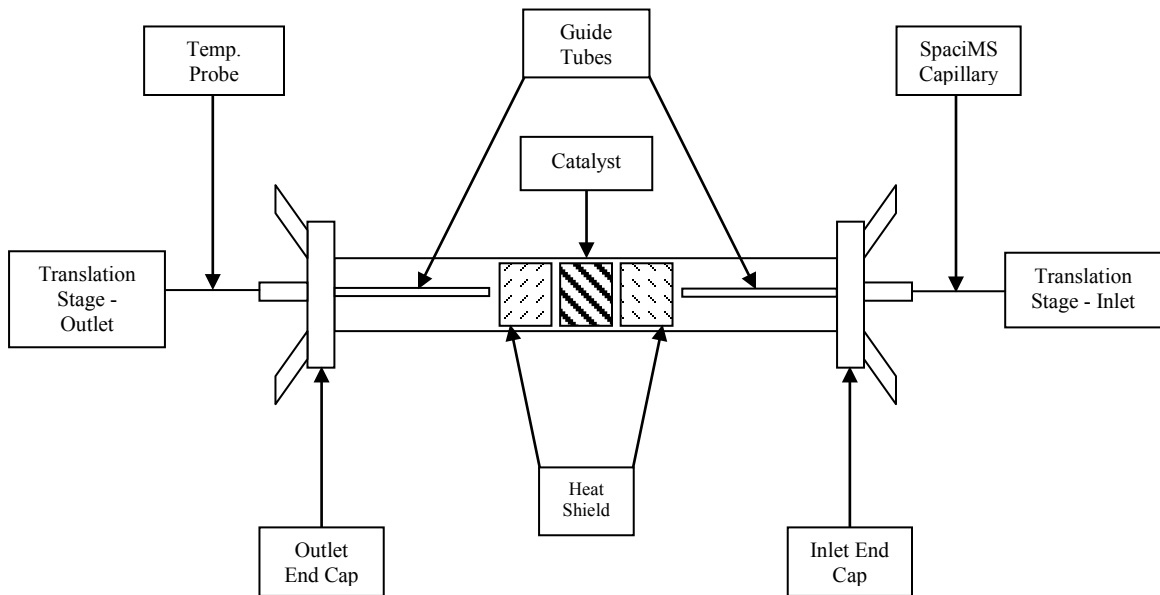 Temp.
Probe
Guide
Tubes
SpaciMS
Capillary
Catalyst
Translation
Stage -
Outlet
Translation
Stage - Inlet
Heat
Shield
Outlet
End Cap
Inlet End
Cap